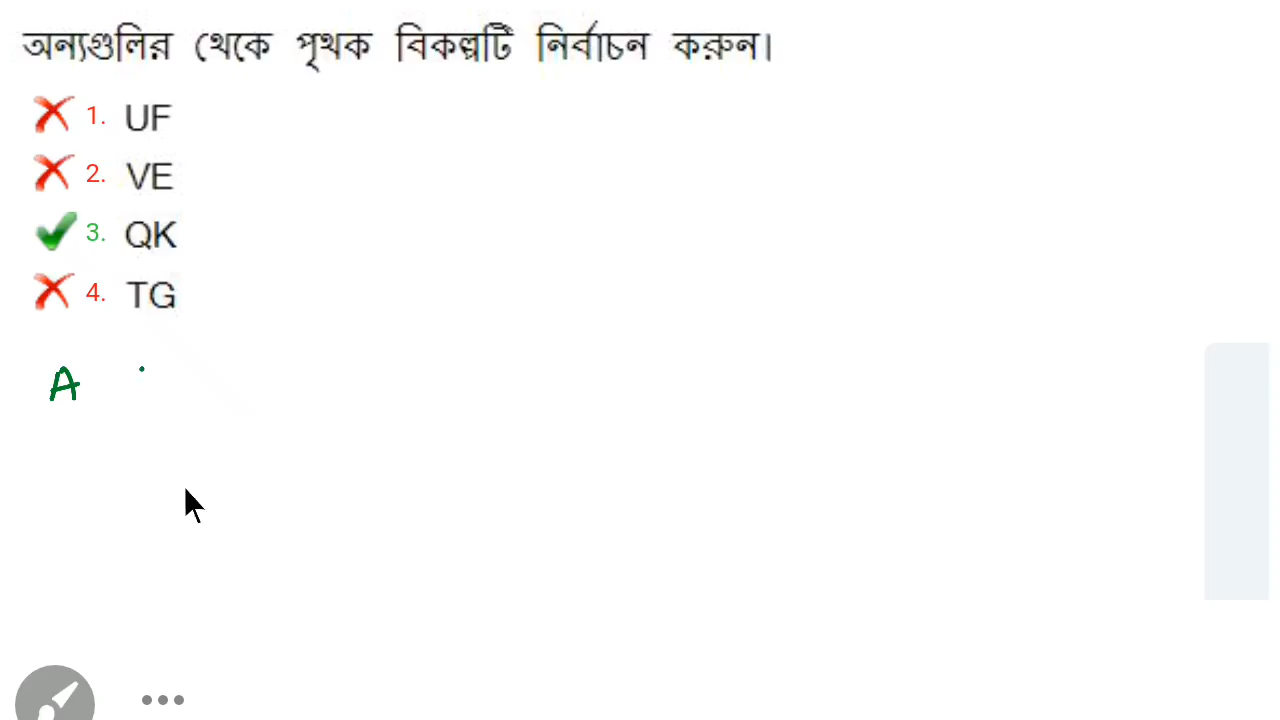 অন্যগুলির থেকে পৃথক বিকল্পটি নির্বাচন করুন।
1. UF
2. VE
3. QK
4. TG
A